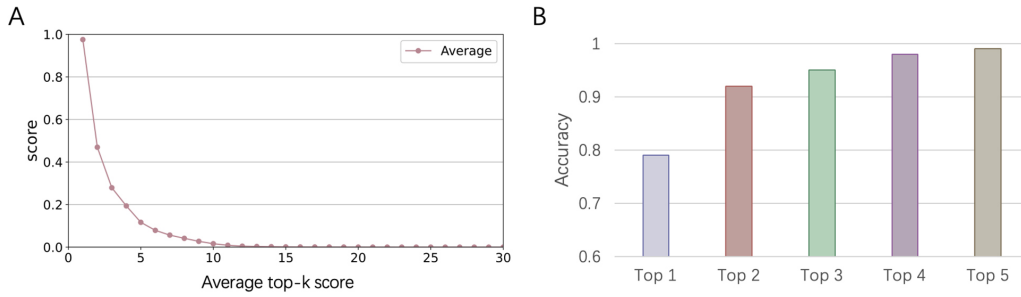 A
1.0
0.8
0.6
0.4
0.2
0.0
score
Average
0 5 10 15 20 25 30
Average top-k score
B
1
0.9
0.8
0.7
0.6
Accuracy
Top 1 Top 2 Top 3 Top 4 Top 5